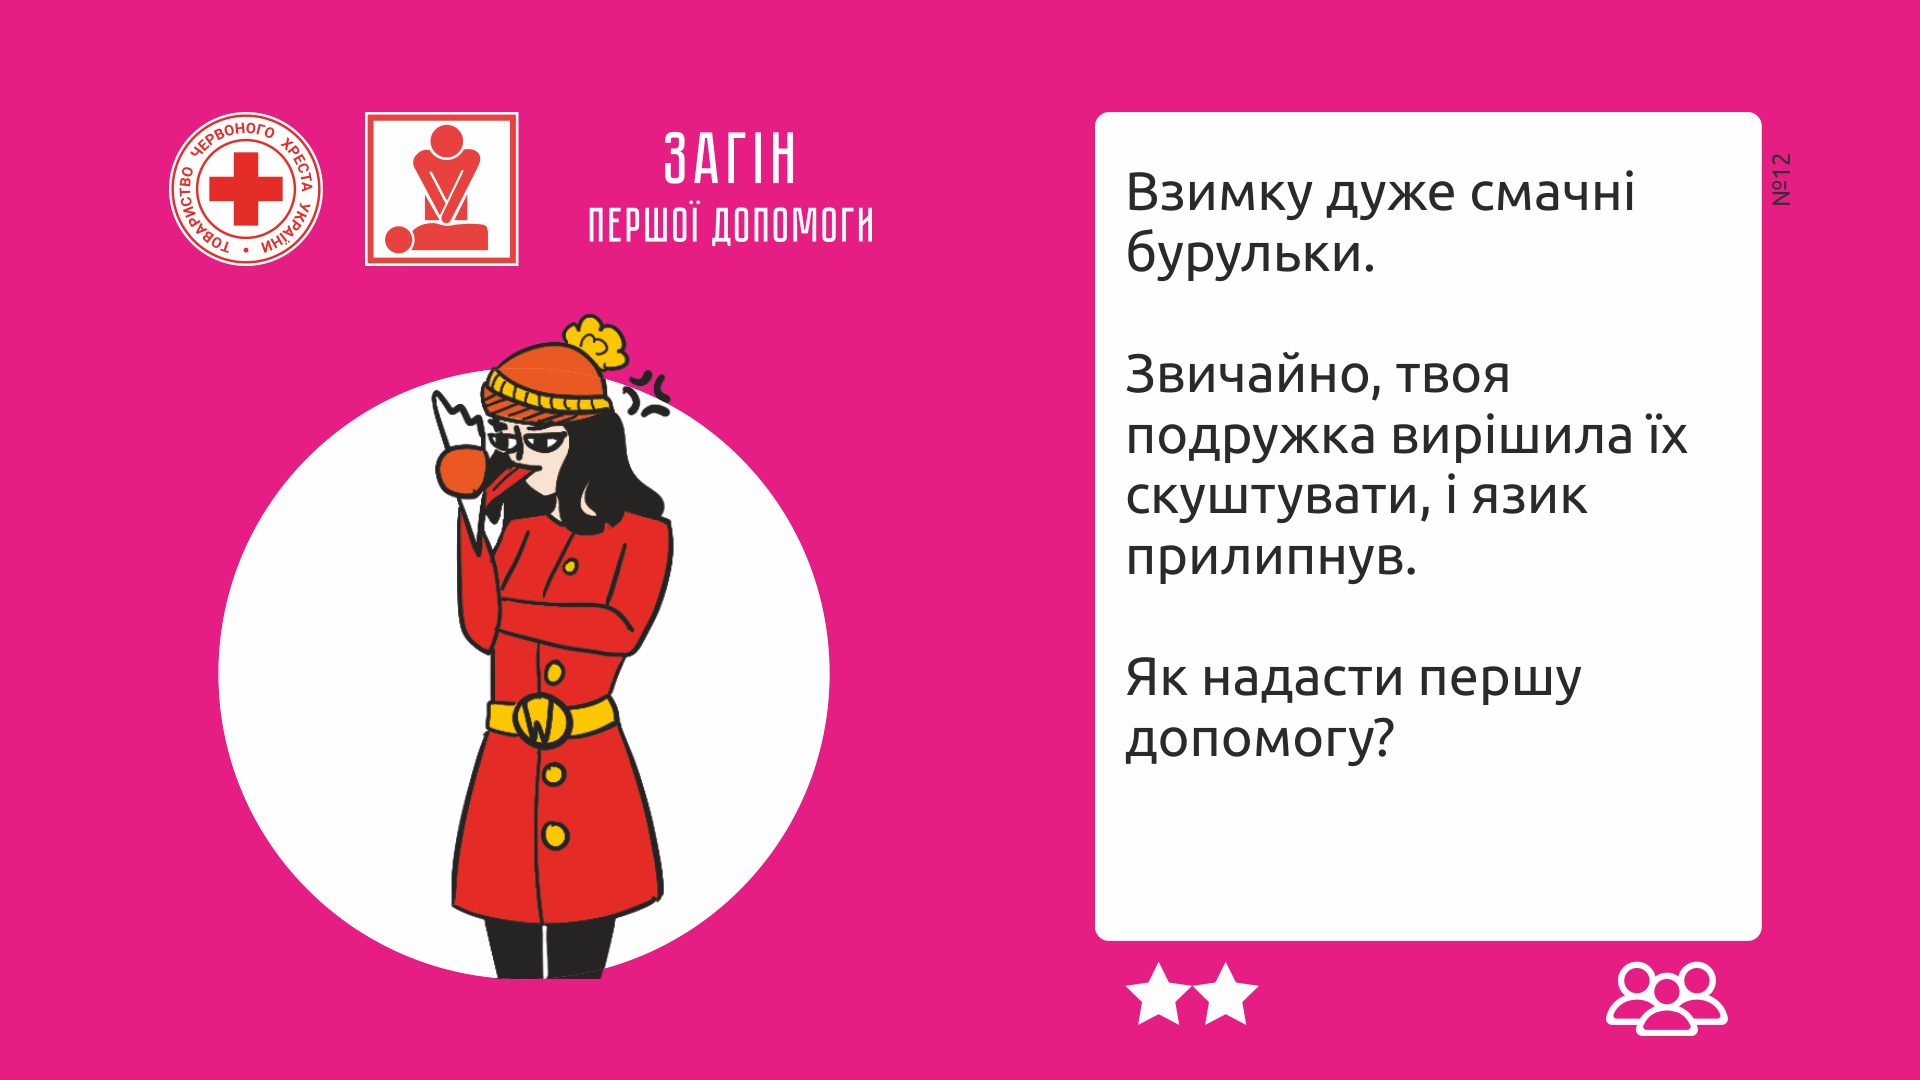 ТОВАРИСТВО ЧЕРВОНОГО ХРЕСТА УКРАЇНИ •
ЗАГІН
ПЕРШОЇ ДОПОМОГИ
Взимку дуже смачні
бурульки.
Звичайно, твоя
подружка вирішила їх
скуштувати, і язик
прилипнув.
Як надасти першу
допомогу?
№12
W